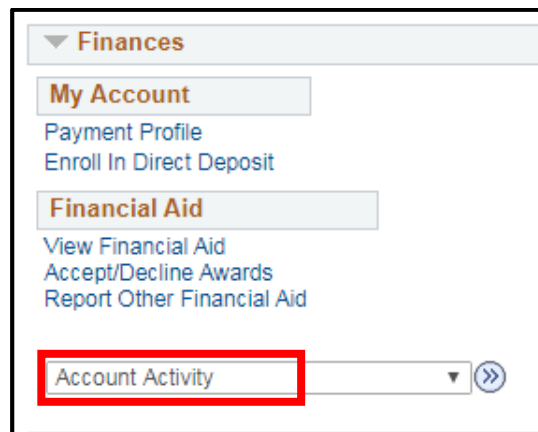 Finances
My Account
Payment Profile
Enroll In Direct Deposit
Financial Aid
View Financial Aid
Accept/Decline Awards
Report Other Financial Aid
Account Activity